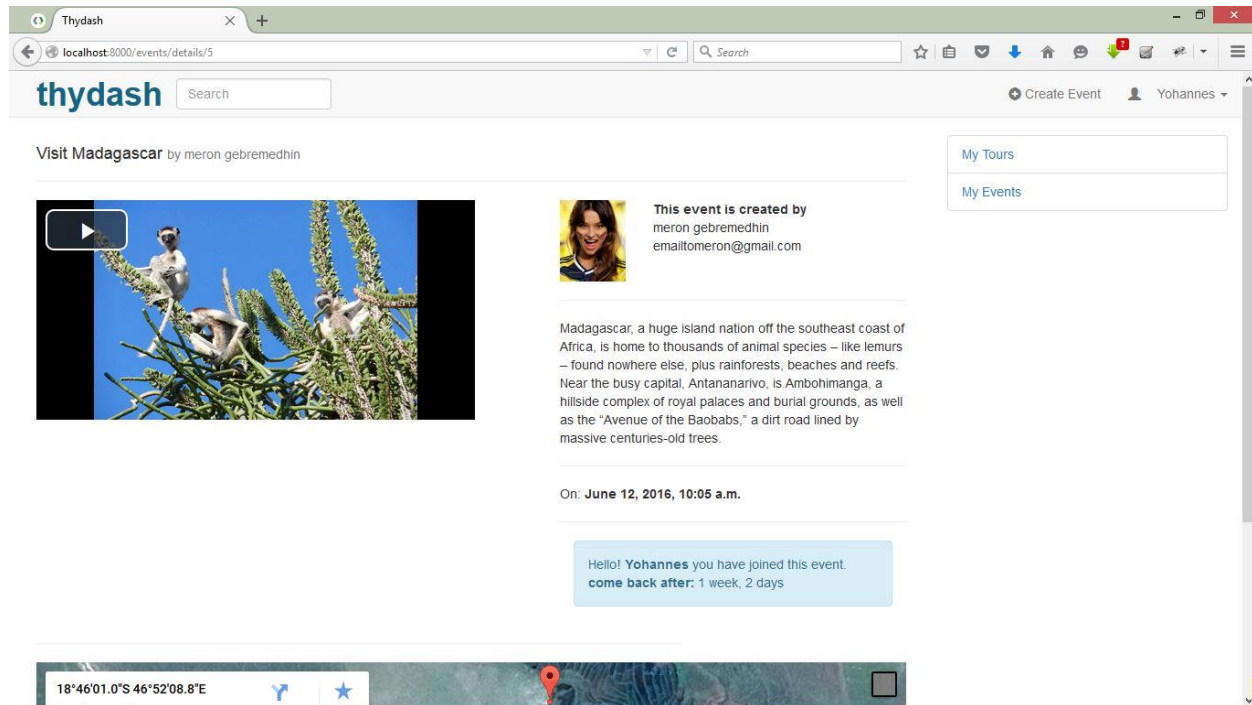 Thydash
localhost:8000/events/details/5
Search
?
thydash
Search
Create Event
Yohannes
Visit Madagascar by meron gebremedhin
My Tours
My Events
This event is created by
meron gebremedhin
emailtomeron@gmail.com
Madagascar, a huge island nation off the southeast coast of
Africa, is home to thousands of animal species – like lemurs
– found nowhere else, plus rainforests, beaches and reefs.
Near the busy capital, Antananarivo, is Ambohimanga, a
hillside complex of royal palaces and burial grounds, as well
as the “Avenue of the Baobabs,” a dirt road lined by
massive centuries-old trees.
On: June 12, 2016, 10:05 a.m.
Hello! Yohannes you have joined this event.
come back after: 1 week, 2 days
18°46'01.0"S 46°52'08.8"E